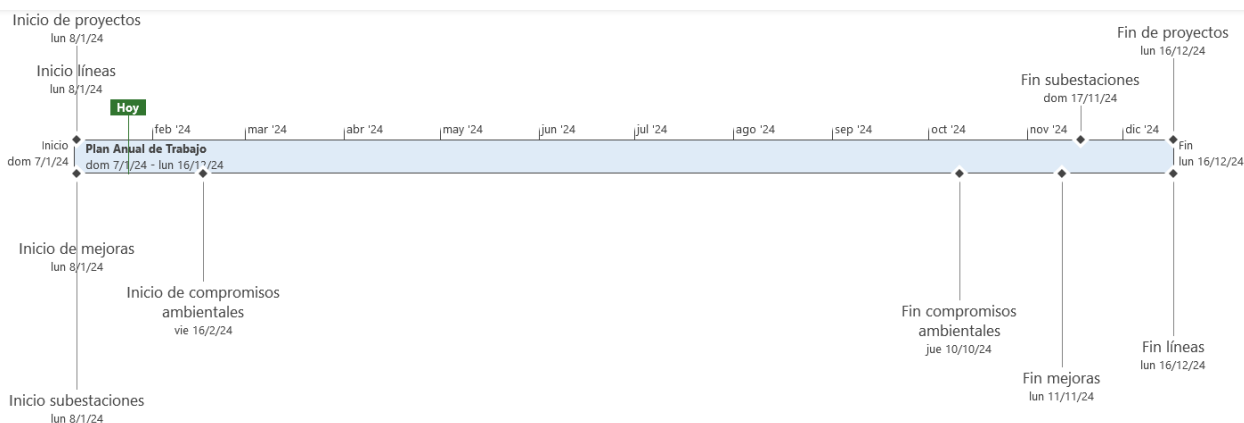 Inicio de proyectos
lun 8/1/24
Inicio líneas
lun 8/1/24
Hoy
Fin de proyectos
lun 16/12/24
Fin subestaciones
dom 17/11/24
feb '24
mar '24
abr '24
may '24
jun '24
jul '24
ago '24
sep '24
oct '24
nov '24
dic '24
Inicio
dom 7/1/24
Plan Anual de Trabajo
dom 7/1/24 - lun 16/12/24
Fin
lun 16/12/24
Inicio de mejoras
lun 8/1/24
Inicio de compromisos
ambientales
vie 16/2/24
Fin compromisos
ambientales
jue 10/10/24
Fin líneas
lun 16/12/24
Fin mejoras
lun 11/11/24
Inicio subestaciones
lun 8/1/24